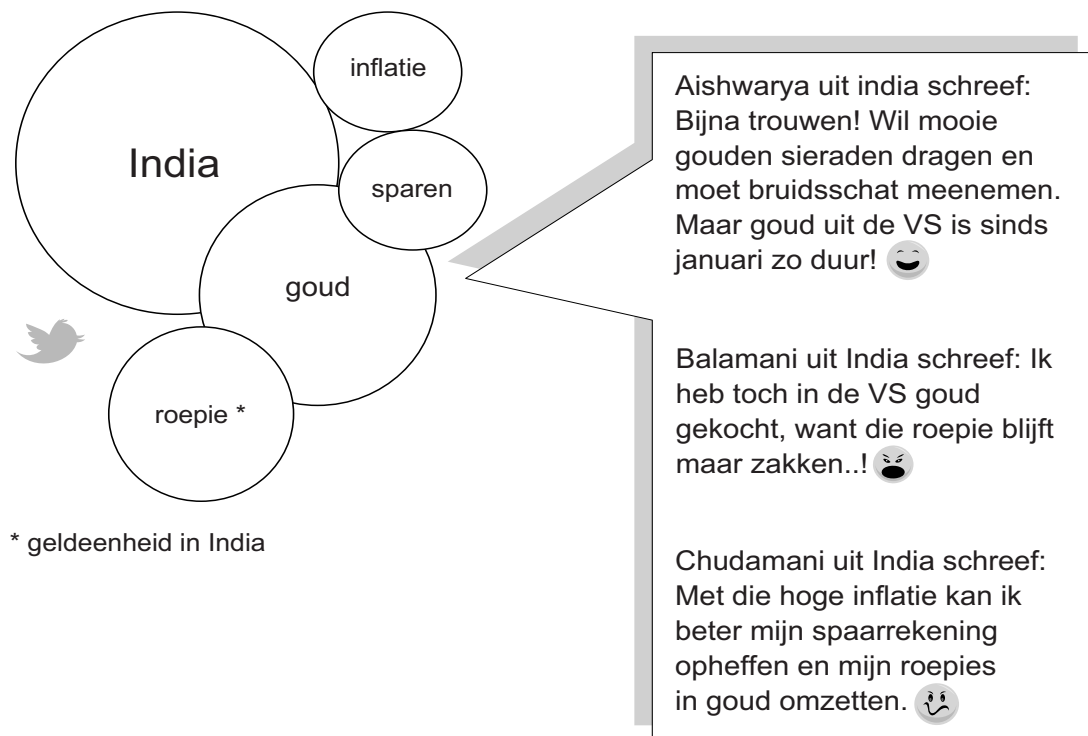 India
inflatie
sparen
goud
roepie *
* geldeenheid in India
Aishwarya uit india schreef:
Bijna trouwen! Wil mooie
gouden sieraden dragen en
moet bruidsschat meenemen.
Maar goud uit de VS is sinds
januari zo duur!
Balamani uit India schreef: Ik
heb toch in de VS goud
gekocht, want die roepie blijft
maar zakken..!
Chudamani uit India schreef:
Met die hoge inflatie kan ik
beter mijn spaarrekening
opheffen en mijn roepies
in goud omzetten.